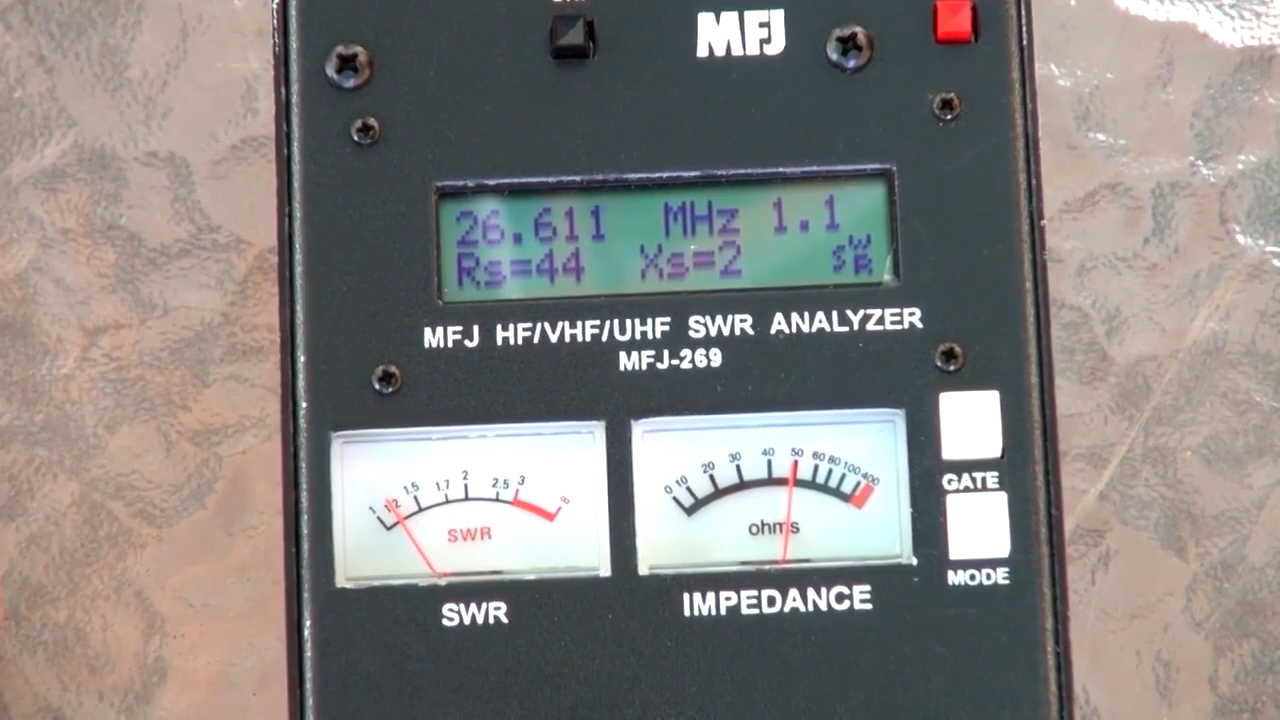 MFJ
26.611 MHz 1.1
Rs=44 Xs=2 SWR
MFJ HF/VHF/UHF SWR ANALYZER
MFJ-269
1 1.2 1.5 1.7 2 2.5 3 8
SWR
SWR
0 10 20 30 40 50 60 80 100 400
ohms
IMPEDANCE
GATE
MODE